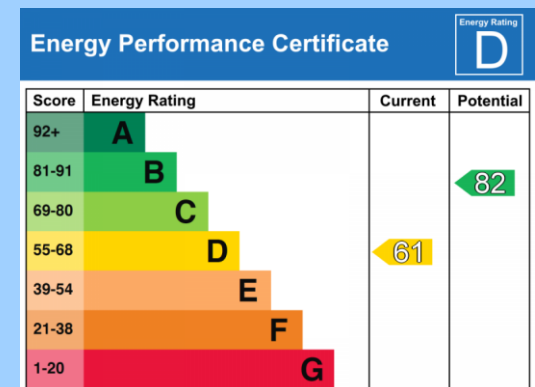 Energy Performance Certificate
Energy Rating
D
Score Energy Rating Current Potential
92+ A
81-91 B 82
69-80 C
55-68 D 61
39-54 E
21-38 F
1-20 G